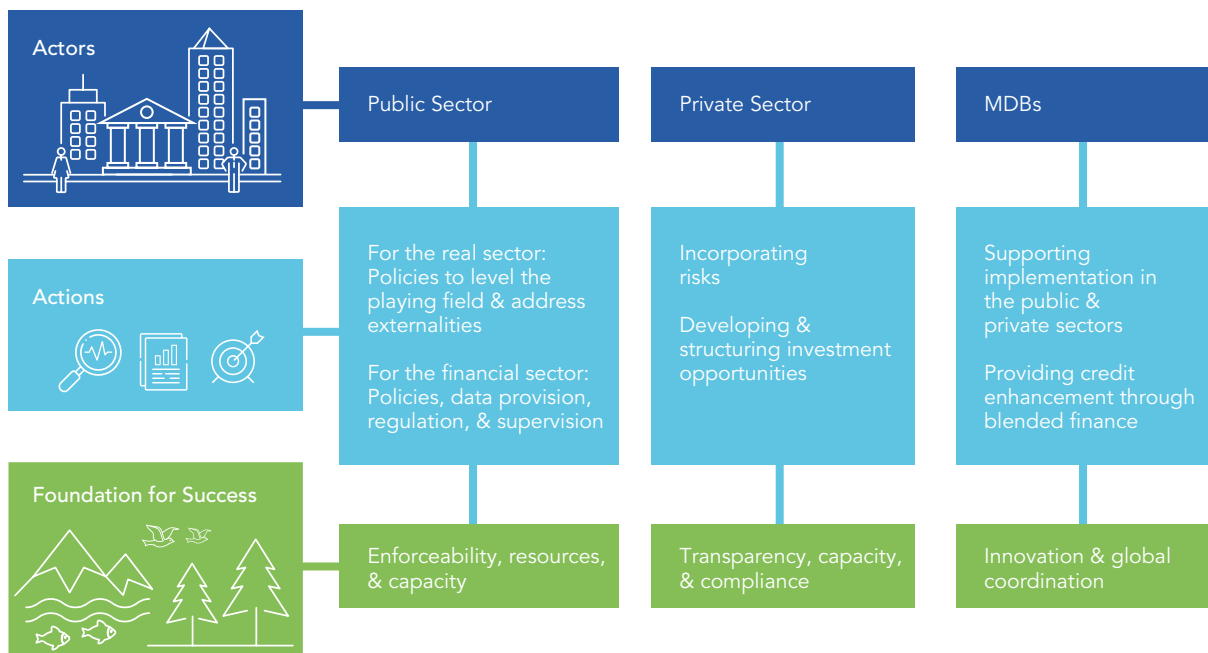 Actors
Public Sector
Private Sector
MDBs
Actions
For the real sector:
Policies to level the
playing field & address
externalities
For the financial sector:
Policies, data provision,
regulation, & supervision
Incorporating
risks
Developing &
structuring investment
opportunities
Supporting
implementation in
the public &
private sectors
Providing credit
enhancement through
blended finance
Foundation for Success
Enforceability, resources,
& capacity
Transparency, capacity,
& compliance
Innovation & global
coordination